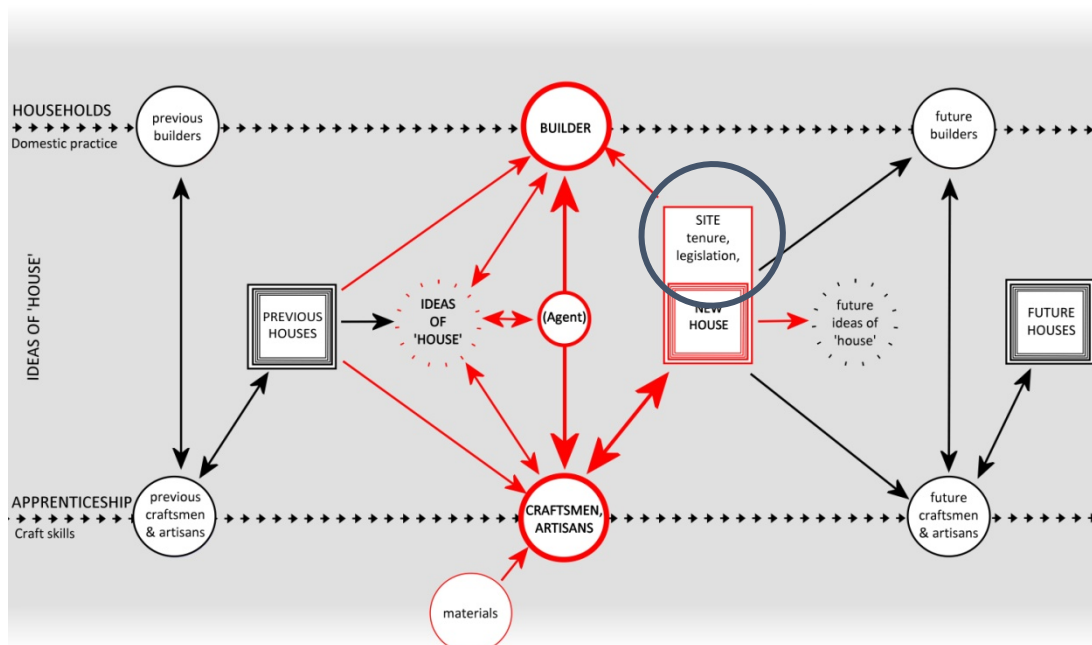 HOUSEHOLDS
Domestic practice
previous
builders
BUILDER
future
builders
SITE
tenure,
legislation,
IDEAS OF 'HOUSE'
PREVIOUS
HOUSES
IDEAS
OF
'HOUSE'
(Agent)
NEW
HOUSE
future
ideas of
'house'
FUTURE
HOUSES
APPRENTICESHIP
Craft skills
previous
craftsmen
& artisans
CRAFTSMEN,
ARTISANS
future
craftsmen
& artisans
materials